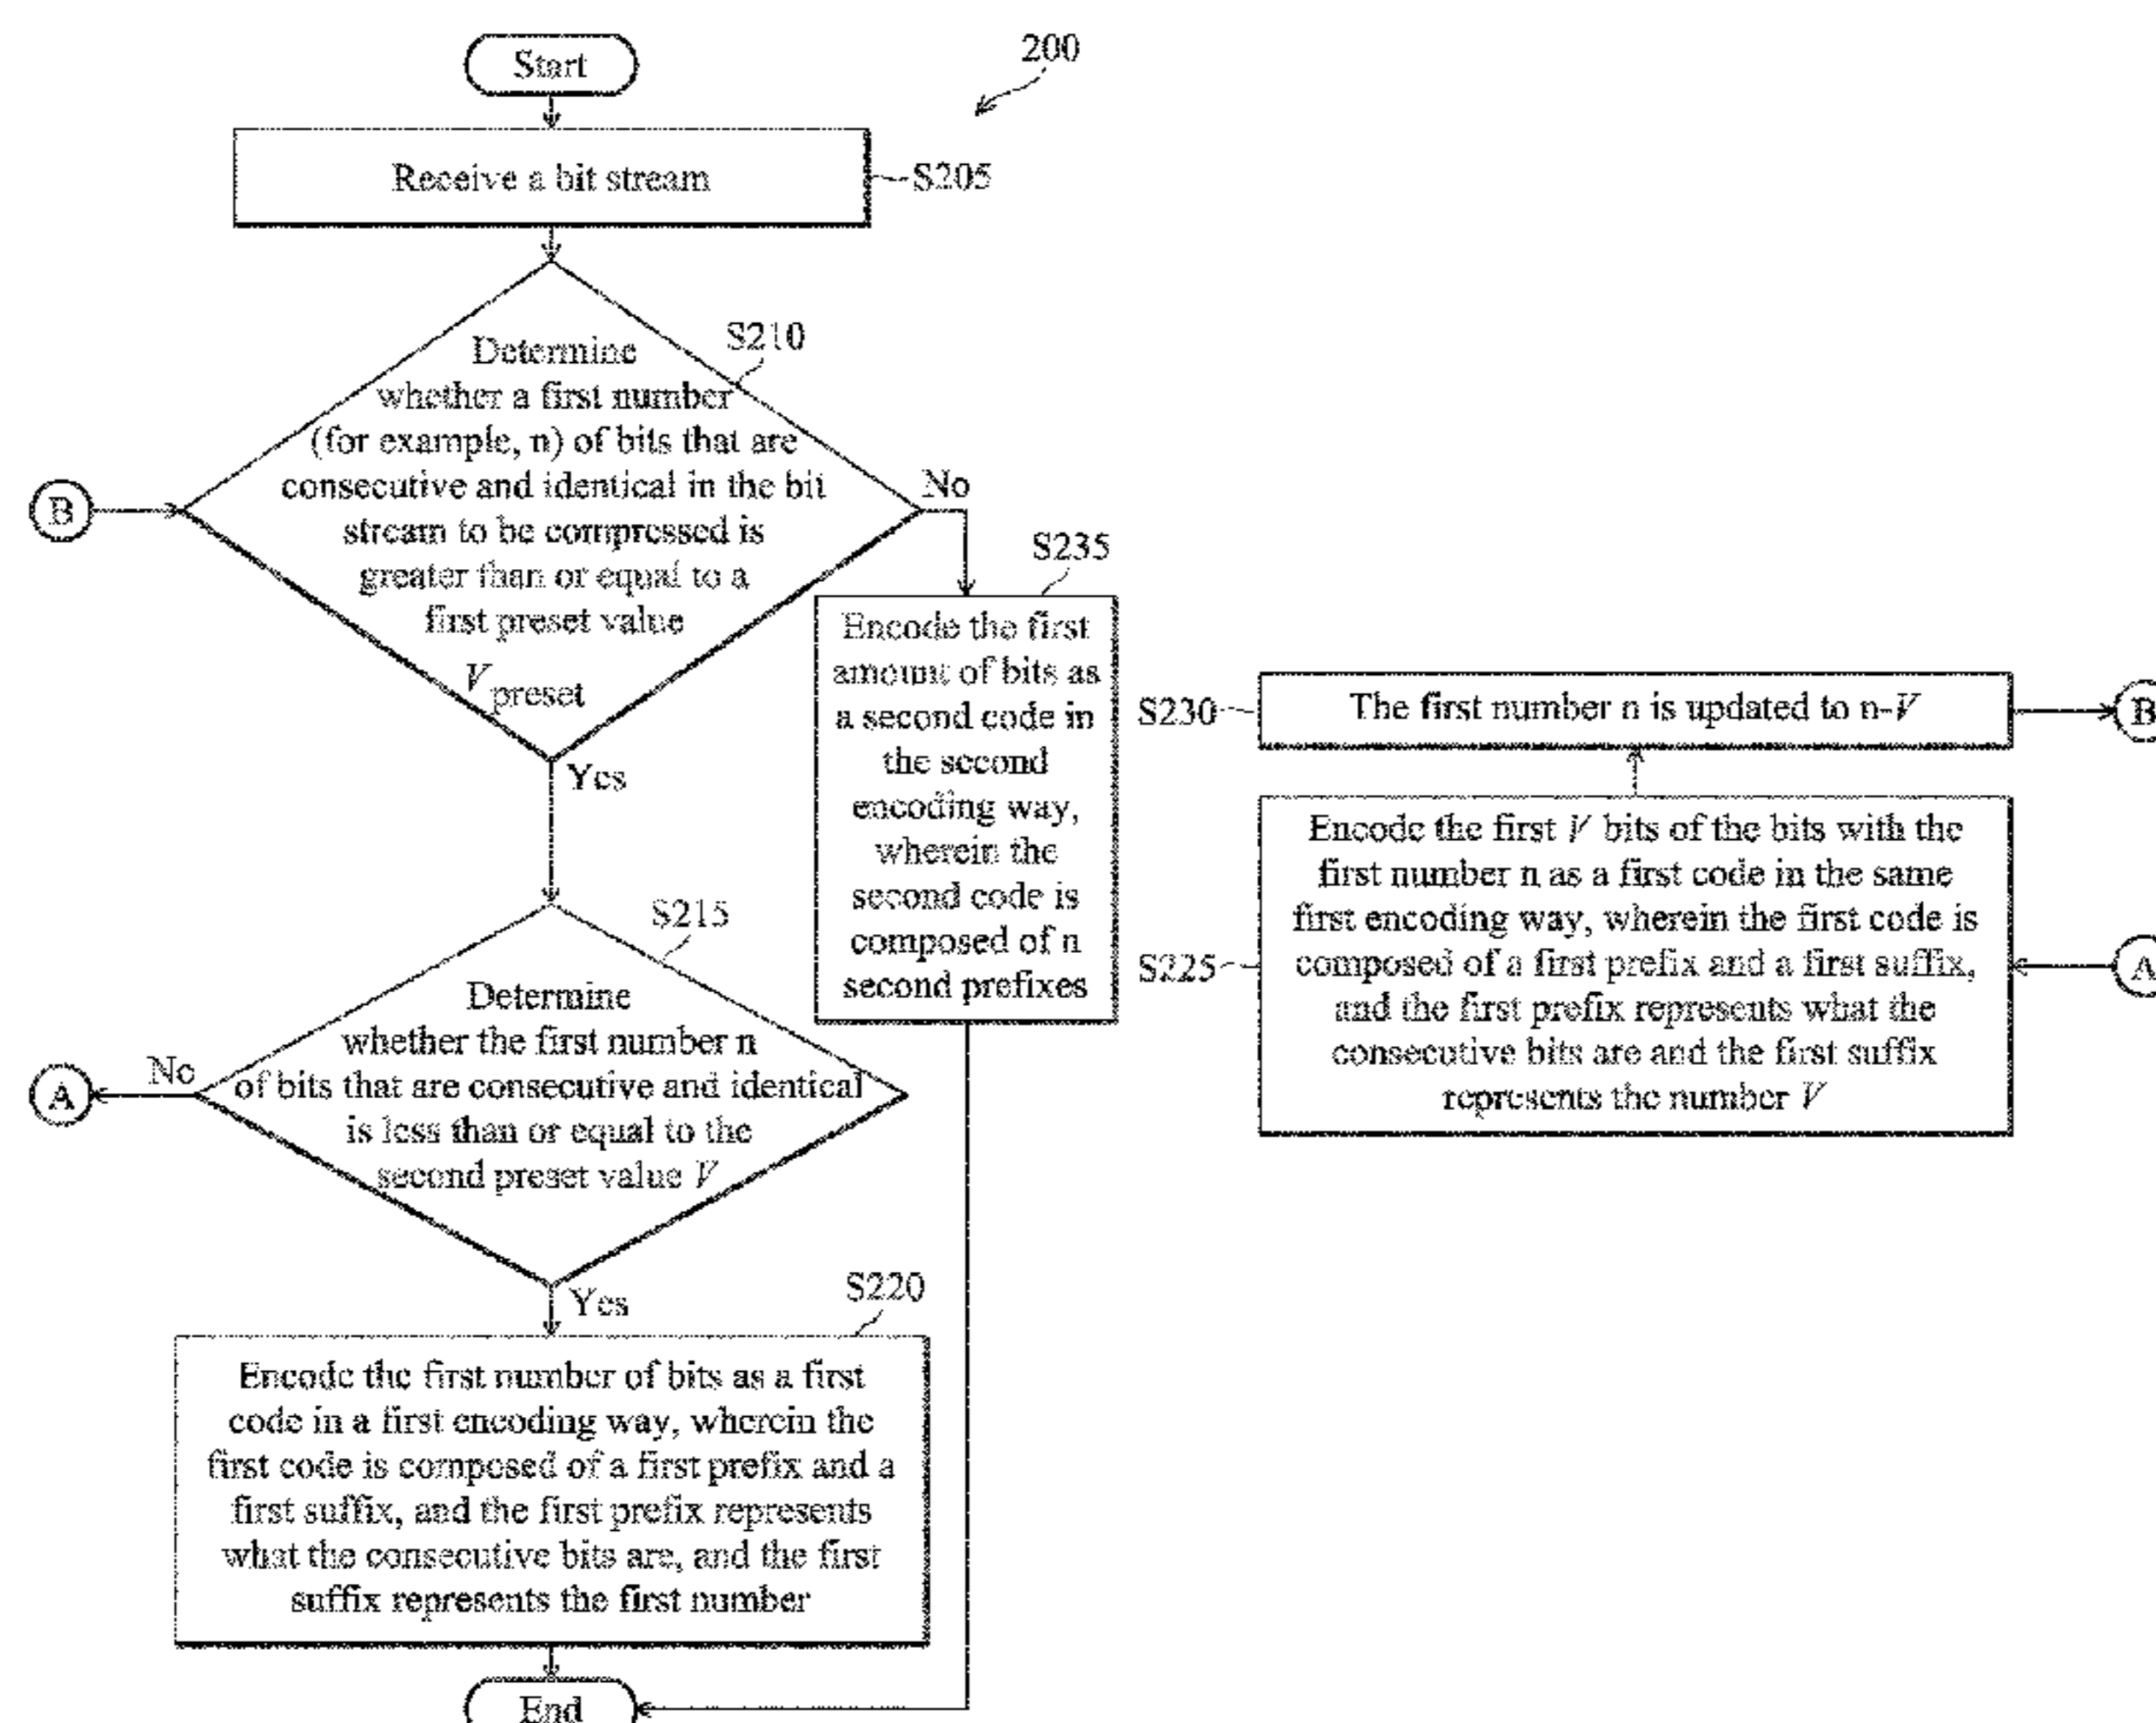 Start
200
Receive a bit stream
S205
S210
Determine
whether a first number
(for example, n) of bits that are
consecutive and identical in the bit
stream to be compressed is
greater than or equal to a
first preset value
V preset
B
No
Yes
S235
Encode the first
amount of bits as
a second code in
the second
encoding way,
wherein the
second code is
composed of n
second prefixes
S215
Determine
whether the first number n
of bits that are consecutive and identical
is less than or equal to the
second preset value V
No
A
Yes
S220
Encode the first number of bits as a first
code in a first encoding way, wherein the
first code is composed of a first prefix and a
first suffix, and the first prefix represents
what the consecutive bits are, and the first
suffix represents the first number
End
S230
The first number n is updated to n-V
B
S225
Encode the first V bits of the bits with the
first number n as a first code in the same
first encoding way, wherein the first code is
composed of a first prefix and a first suffix,
and the first prefix represents what the
consecutive bits are and the first suffix
represents the number V
A